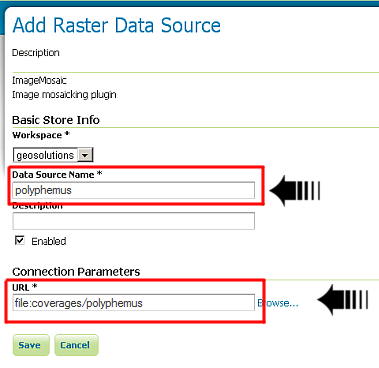 Add Raster Data Source
Description
ImageMosaic
Image mosaicking plugin
Basic Store Info
Workspace *
geosolutions
Data Source Name *
polyphemus
Description
Enabled
Connection Parameters
URL *
file:coverages/polyphemus Browse...
Save Cancel